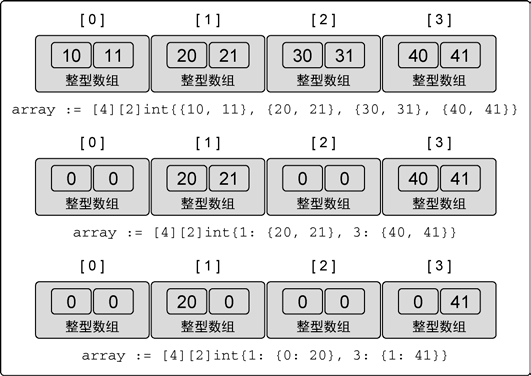 [0] [1] [2] [3]
10 11 20 21 30 31 40 41
整型数组 整型数组 整型数组 整型数组
array := [4][2]int{{10, 11}, {20, 21}, {30, 31}, {40, 41}}
[0] [1] [2] [3]
0 0 20 21 0 0 40 41
整型数组 整型数组 整型数组 整型数组
array := [4][2]int{1: {20, 21}, 3: {40, 41}}
[0] [1] [2] [3]
0 0 20 0 0 0 0 41
整型数组 整型数组 整型数组 整型数组
array := [4][2]int{1: {0: 20}, 3: {1: 41}}